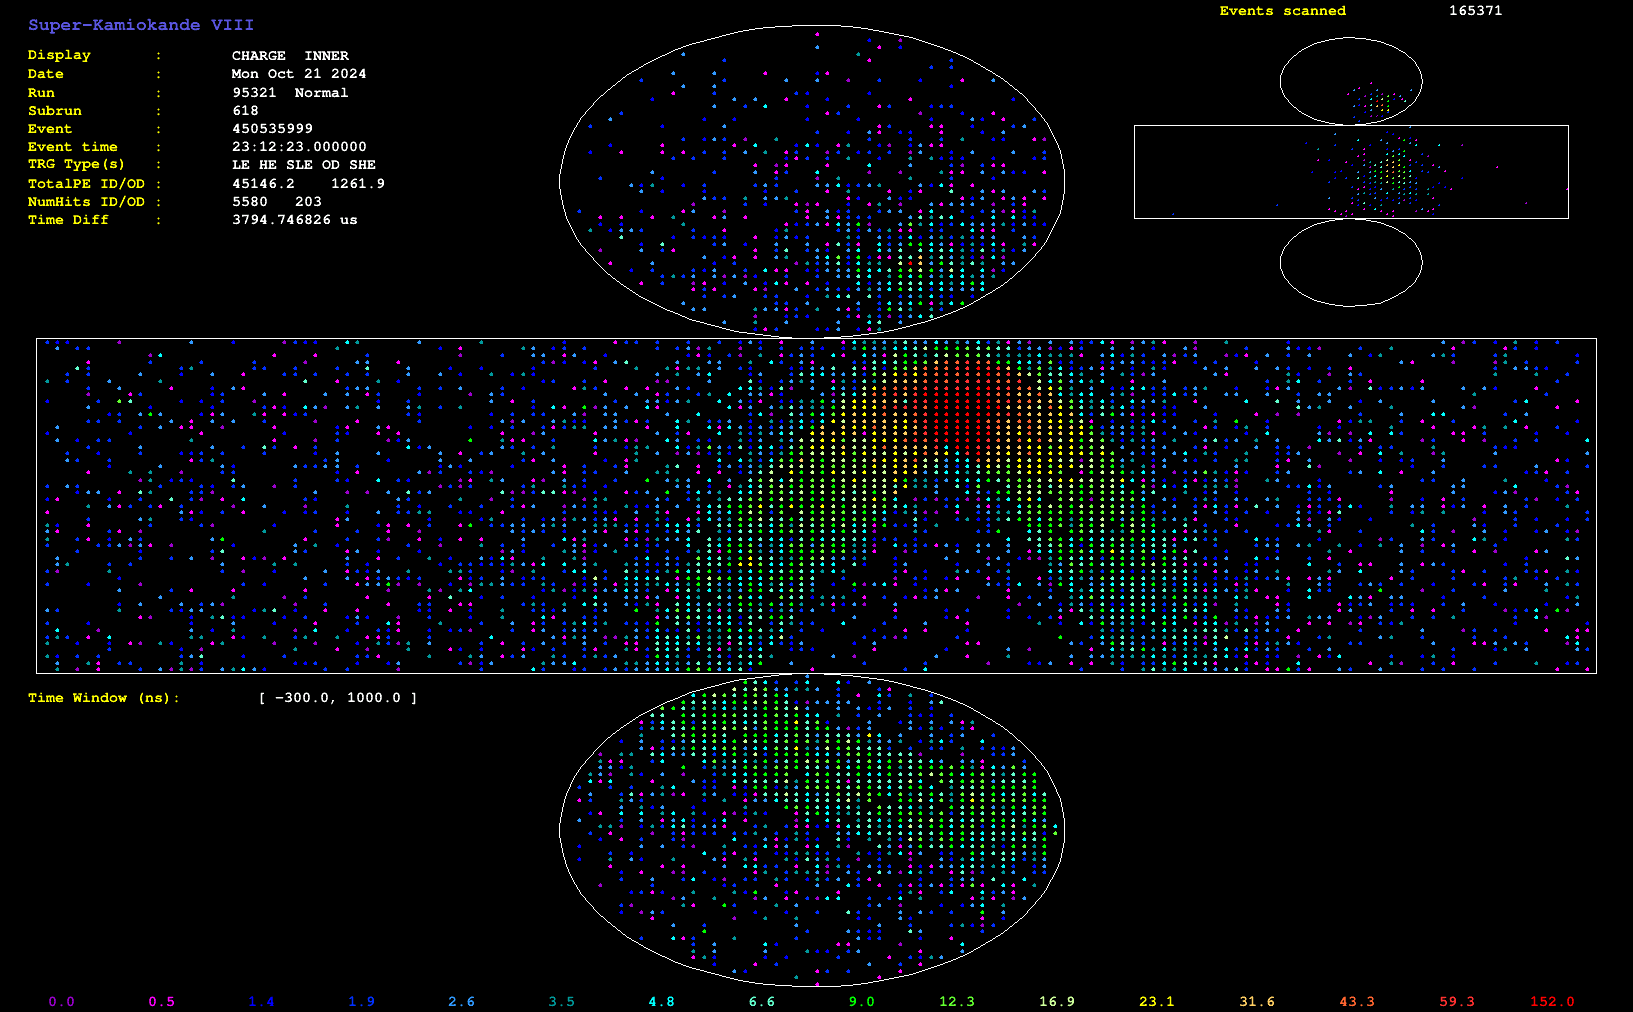 Super-Kamiokande VIII
Events scanned 165371
Display : CHARGE INNER
Date : Mon Oct 21 2024
Run : 95321 Normal
Subrun : 618
Event : 450535999
Event time : 23:12:23.000000
TRG Type(s) : LE HE SLE OD SHE
TotalPE ID/OD : 45146.2 1261.9
NumHits ID/OD : 5580 203
Time Diff : 3794.746826 us
Time Window (ns): [ -300.0, 1000.0 ]
0.0 0.5 1.4 1.9 2.6 3.5 4.8 6.6 9.0 12.3 16.9 23.1 31.6 43.3 59.3 152.0